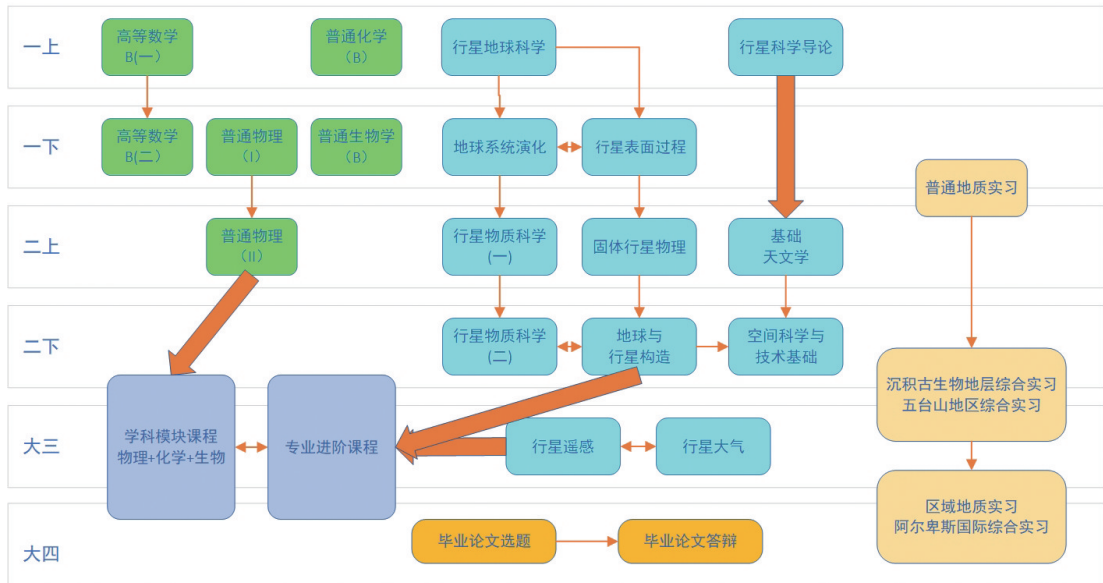 一上
高等数学
B(一）
普通化学
（B）
行星地球科学
行星科学导论
一下
高等数学
B(二）
普通物理
（I）
普通生物学
（B）
地球系统演化
行星表面过程
普通地质实习
二上
普通物理
（II）
行星物质科学
(一)
固体行星物理
基础
天文学
二下
行星物质科学
(二)
地球与
行星构造
空间科学与
技术基础
沉积古生物地层综合实习
五台山地区综合实习
大三
学科模块课程
物理+化学+生物
专业进阶课程
行星遥感
行星大气
区域地质实习
阿尔卑斯国际综合实习
大四
毕业论文选题
毕业论文答辩